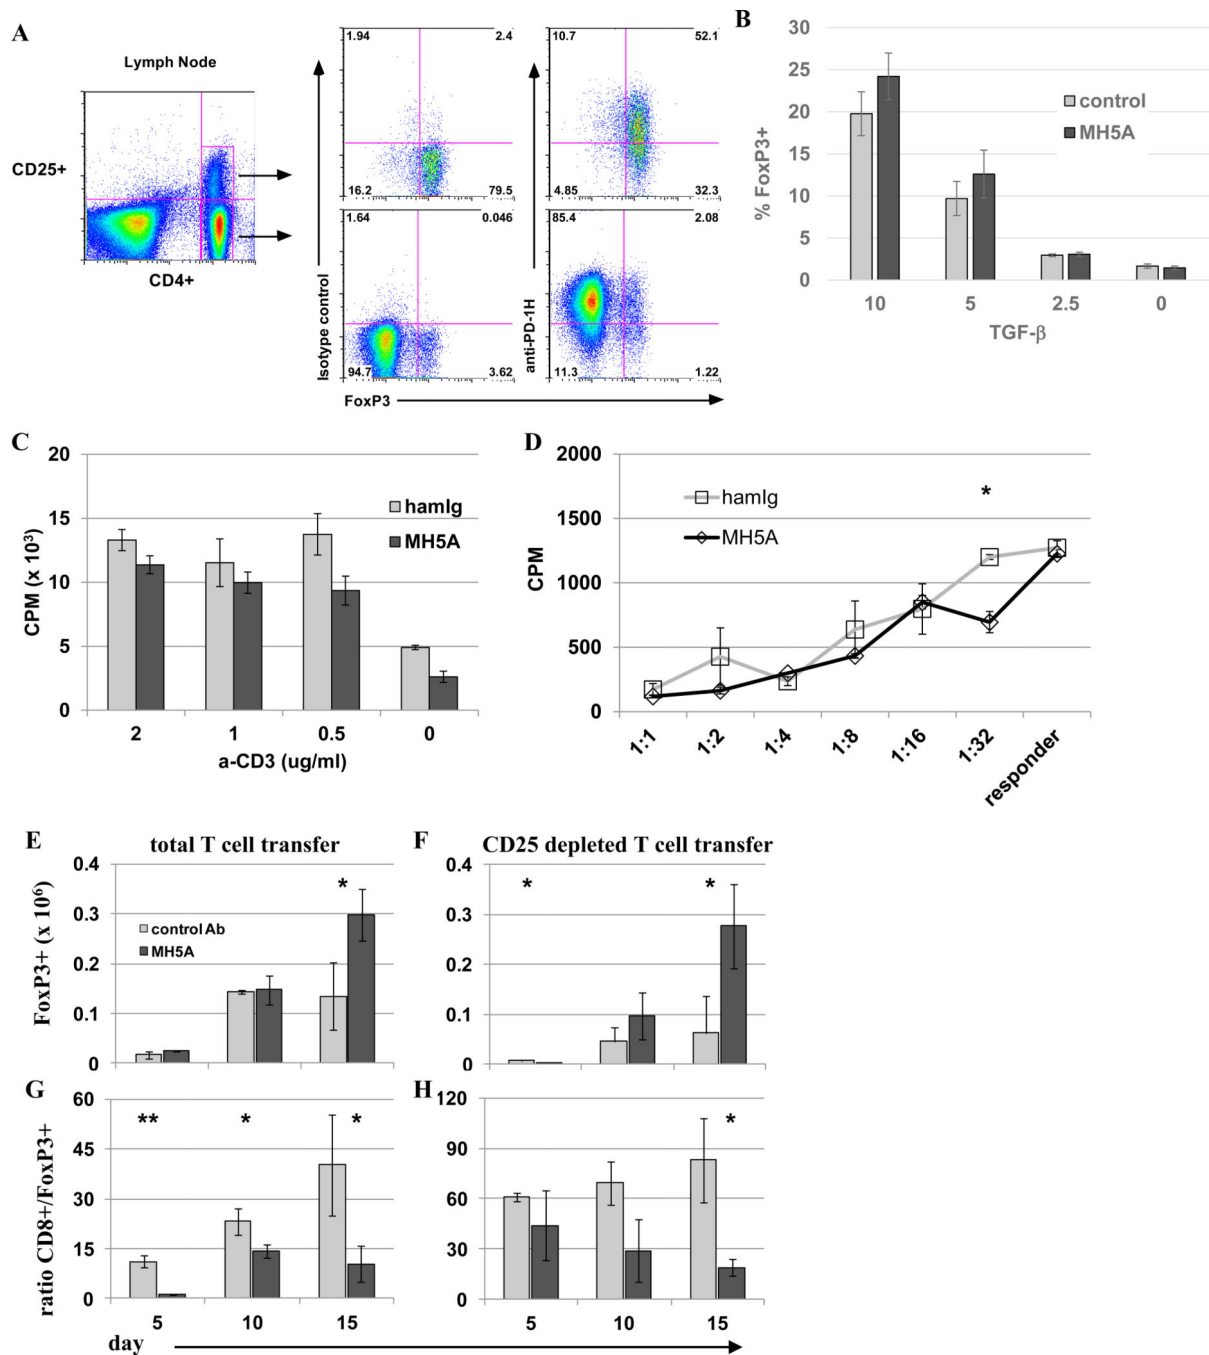 A
Lymph Node
CD25+
CD4+
Isotype control
1.94 2.4
16.2 79.5
1.64 0.046
94.7 3.62
anti-PD-1H
10.7 52.1
4.85 32.3
85.4 2.08
11.3 1.22
FoxP3
B
% FoxP3+
30
25
20
15
10
5
0
control
MH5A
10 5 2.5 0
TGF-β
C
CPM (x 10³)
20
15
10
5
0
hamIg
MH5A
2 1 0.5 0
a-CD3 (ug/ml)
D
CPM
2000
1500
1000
500
0
hamIg
MH5A
*
1:1 1:2 1:4 1:8 1:16 1:32 responder
E total T cell transfer
FoxP3+ (x 10⁶)
0.4
0.3
0.2
0.1
0
control Ab
MH5A
*
F CD25 depleted T cell transfer
0.4
0.3
0.2
0.1
0
* *
G
ratio CD8+/FoxP3+
60
45
30
15
0
** * *
5 10 15
H
120
90
60
30
0
*
5 10 15
day